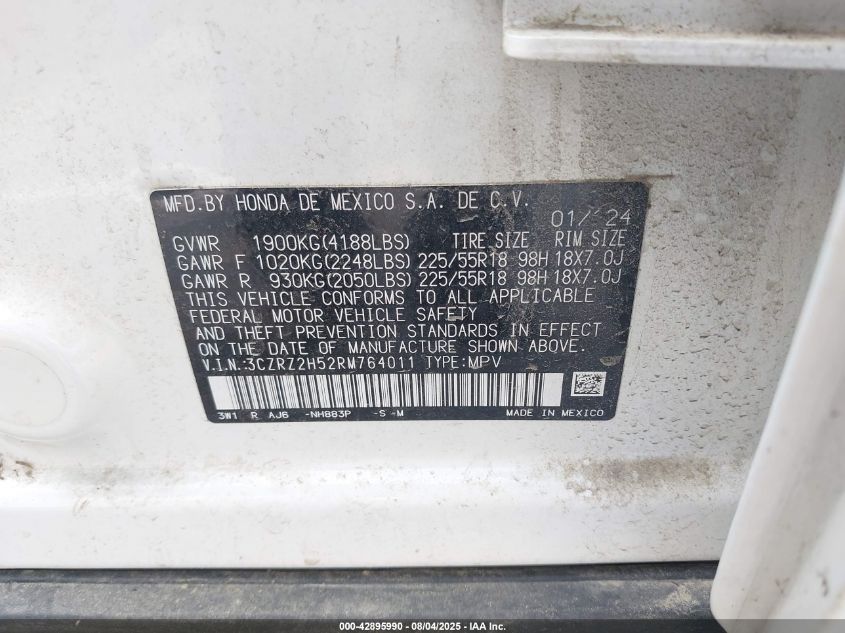 MFD.BY HONDA DE MEXICO S.A. DE C.V.
01/'24
GVWR 1900KG(4188LBS) TIRE SIZE RIM SIZE
GAWR F 1020KG(2248LBS) 225/55R18 98H 18X7.0J
GAWR R 930KG(2050LBS) 225/55R18 98H 18X7.0J
THIS VEHICLE CONFORMS TO ALL APPLICABLE
FEDERAL MOTOR VEHICLE SAFETY
AND THEFT PREVENTION STANDARDS IN EFFECT
ON THE DATE OF MANUFACTURE SHOWN ABOVE.
V.I.N.:3CZRZ2H52RM764011 TYPE:MPV
3W1 R AJ6 -NH883P -S -M MADE IN MEXICO
000-42895990 - 08/04/2025 - IAA Inc.